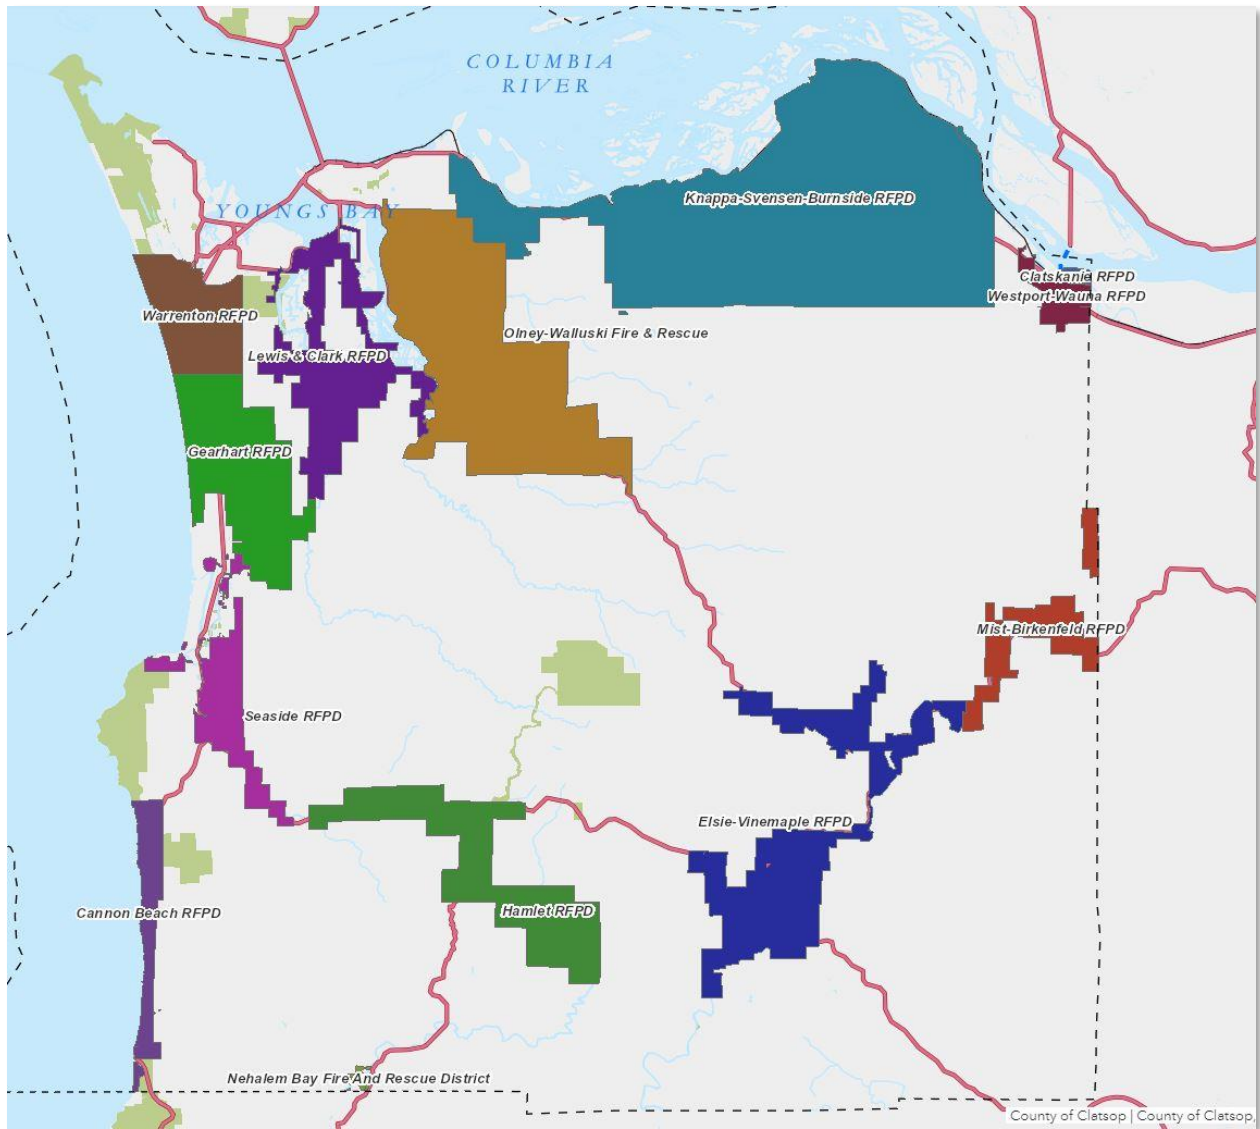 COLUMBIA
RIVER
Knappa-Svensen-Burnside RFPD
YOUNGS BAY
Clatskanie RFPD
Westport-Wauna RFPD
Warrenton RFPD
Olney-Walluski Fire & Rescue
Lewis & Clark RFPD
Gearhart RFPD
Mist-Birkenfeld RFPD
Seaside RFPD
Elsie-Vinemaple RFPD
Hamlet RFPD
Cannon Beach RFPD
Nehalem Bay Fire And Rescue District
County of Clatsop | County of Clatsop,